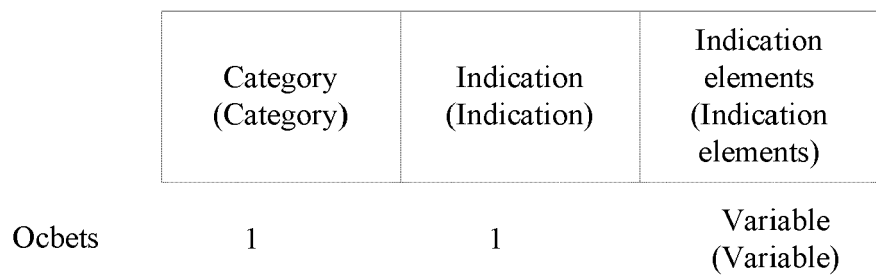 Category
(Category)
Indication
(Indication)
Indication
elements
(Indication
elements)
Ocbets
1
1
Variable
(Variable)